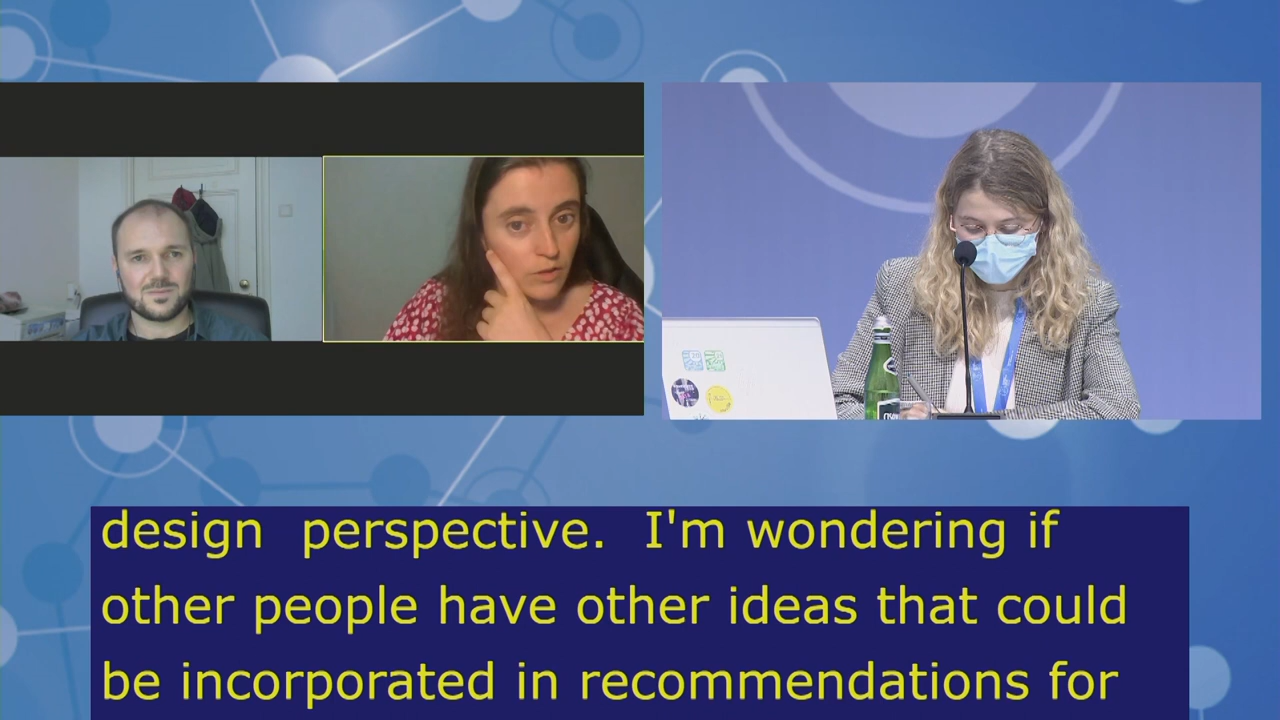 design perspective. I'm wondering if
other people have other ideas that could
be incorporated in recommendations for